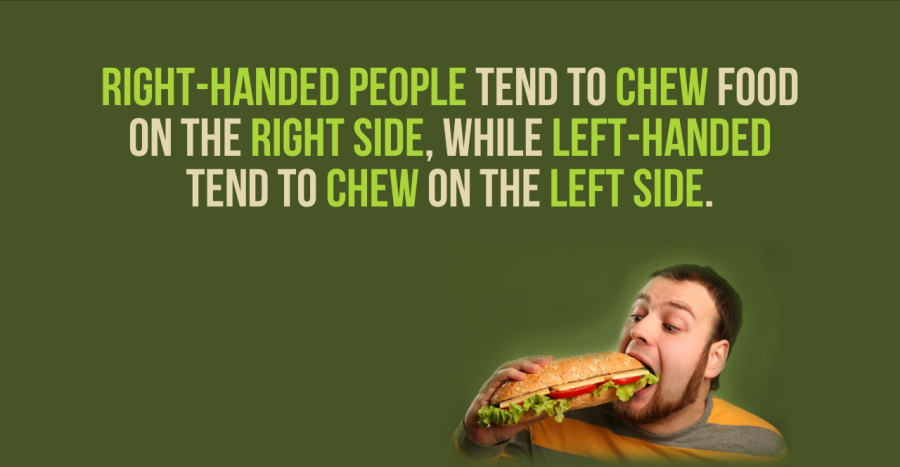 RIGHT-HANDED PEOPLE TEND TO CHEW FOOD
ON THE RIGHT SIDE, WHILE LEFT-HANDED
TEND TO CHEW ON THE LEFT SIDE.